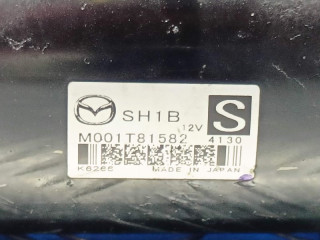 SH1B
S
12V
M001T81582
4130
K6266
MADE IN JAPAN